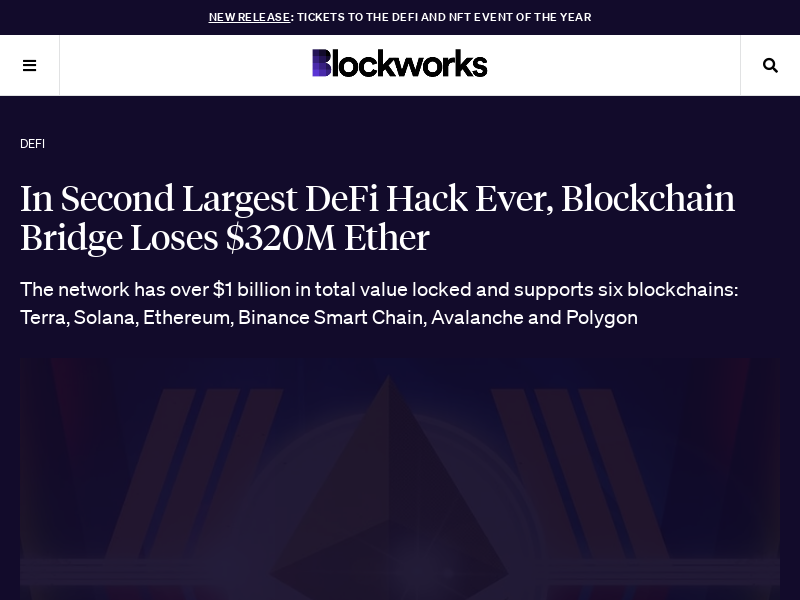 NEW RELEASE: TICKETS TO THE DEFI AND NFT EVENT OF THE YEAR
Blockworks
DEFI
In Second Largest DeFi Hack Ever, Blockchain
Bridge Loses $320M Ether
The network has over $1 billion in total value locked and supports six blockchains:
Terra, Solana, Ethereum, Binance Smart Chain, Avalanche and Polygon